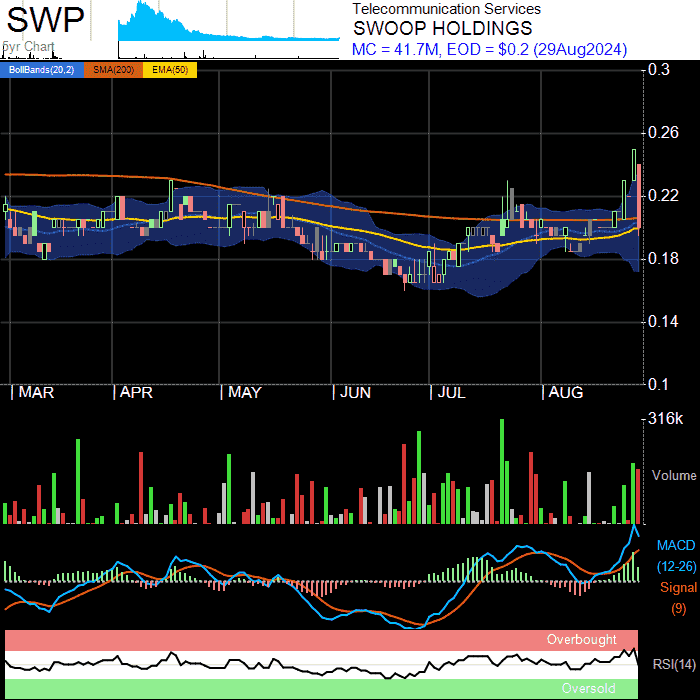 SWP
5yr Chart
Telecommunication Services
SWOOP HOLDINGS
MC = 41.7M, EOD = $0.2 (29Aug2024)
BollBands(20,2) SMA(200) EMA(50)
0.3
0.26
0.22
0.18
0.14
0.1
MAR APR MAY JUN JUL AUG
316k
Volume
MACD
(12-26)
Signal
(9)
Overbought
RSI(14)
Oversold